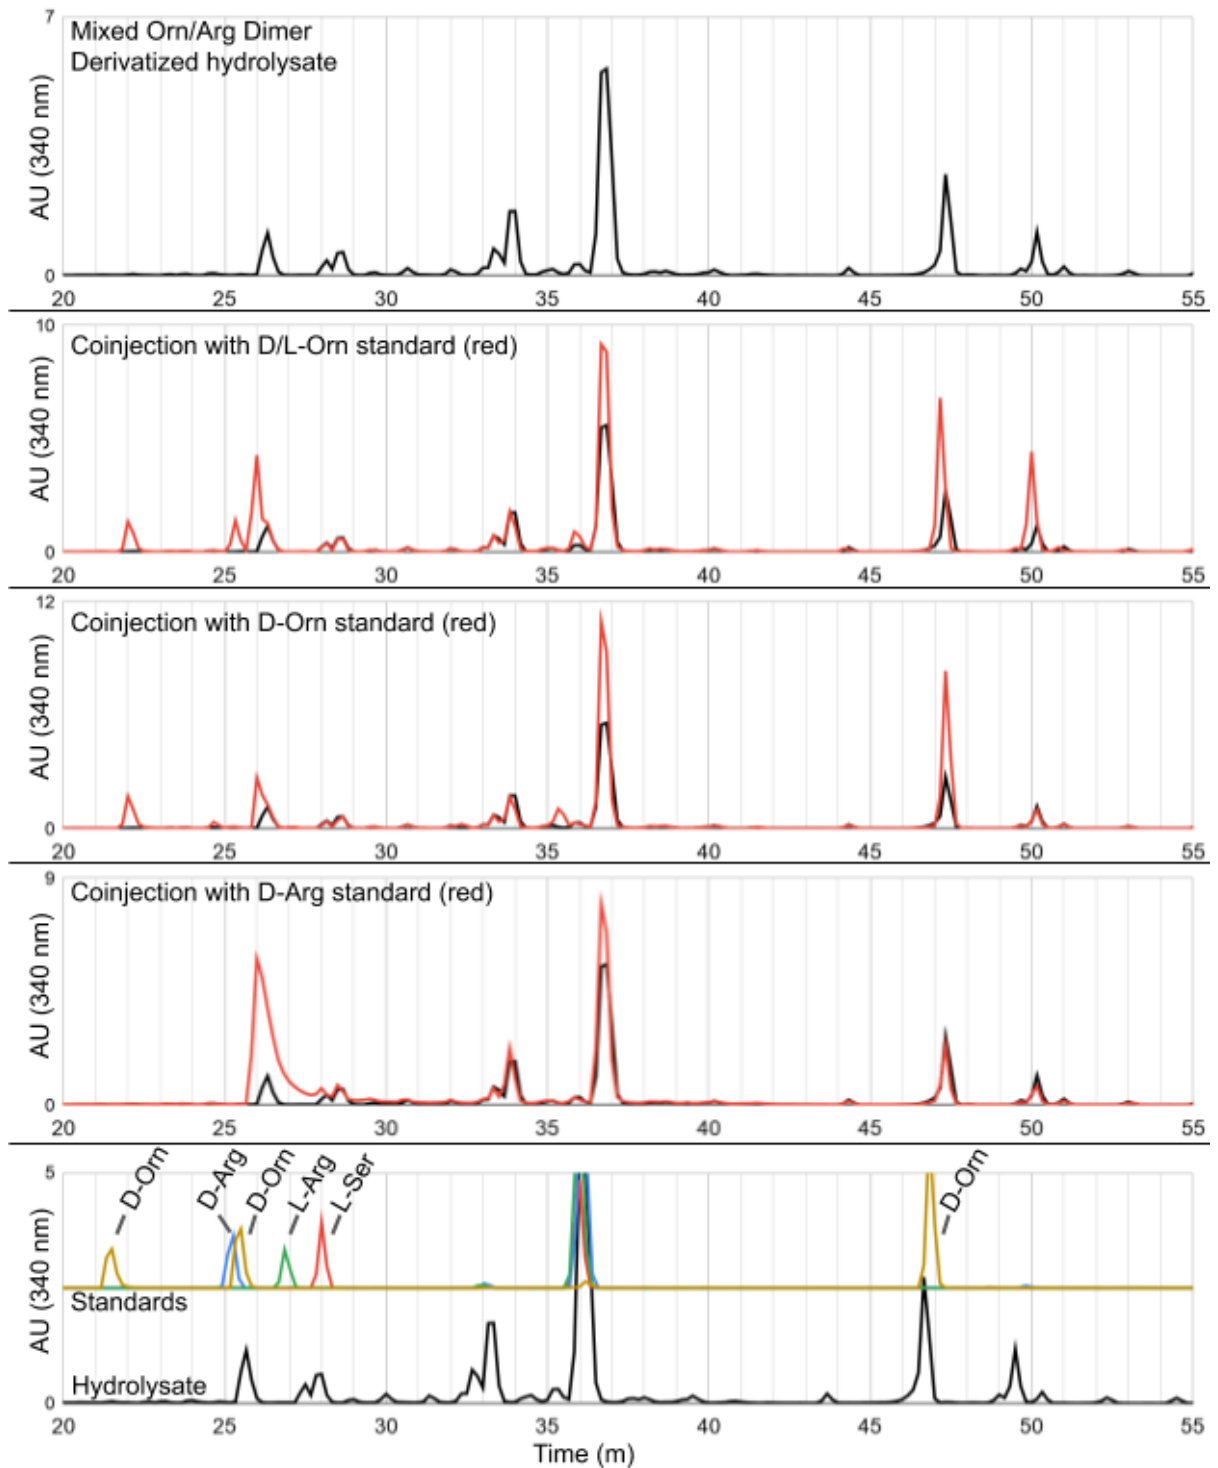 7
Mixed Orn/Arg Dimer
Derivatized hydrolysate
AU (340 nm)
0
20 25 30 35 40 45 50 55
10
Coinjection with D/L-Orn standard (red)
AU (340 nm)
0
20 25 30 35 40 45 50 55
12
Coinjection with D-Orn standard (red)
AU (340 nm)
0
20 25 30 35 40 45 50 55
9
Coinjection with D-Arg standard (red)
AU (340 nm)
0
20 25 30 35 40 45 50 55
5
D-Orn
D-Arg
D-Orn
L-Arg
L-Ser
D-Orn
AU (340 nm)
Standards
Hydrolysate
0
20 25 30 35 40 45 50 55
Time (m)